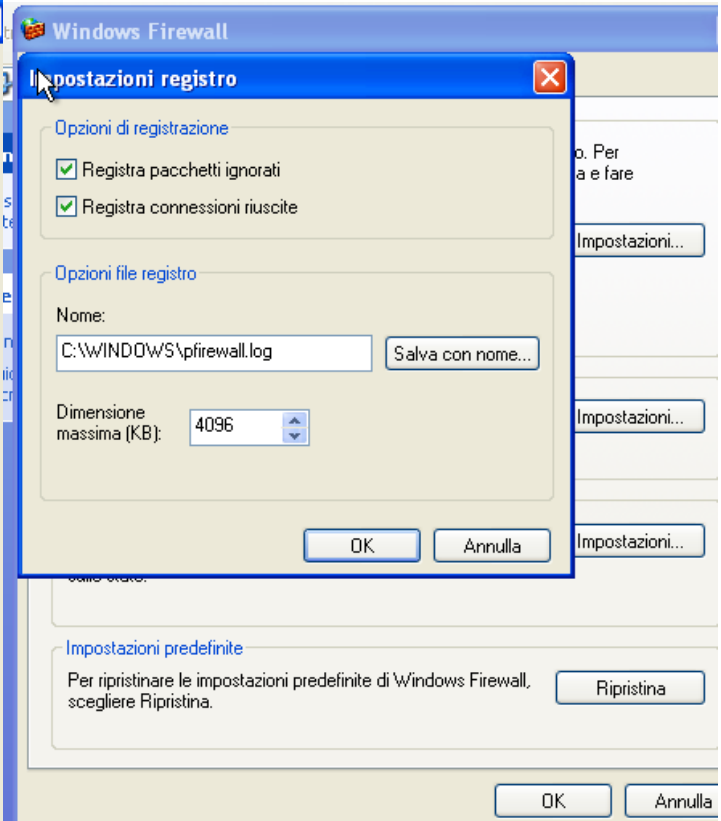 Windows Firewall
Impostazioni registro
Opzioni di registrazione
Registra pacchetti ignorati
Registra connessioni riuscite
Opzioni file registro
Nome:
C:\WINDOWS\pfirewall.log
Salva con nome...
Dimensione
massima (KB):
4096
OK
Annulla
o. Per
a e fare
Impostazioni...
Impostazioni...
Impostazioni...
Impostazioni predefinite
Per ripristinare le impostazioni predefinite di Windows Firewall,
scegliere Ripristina.
Ripristina
OK
Annulla